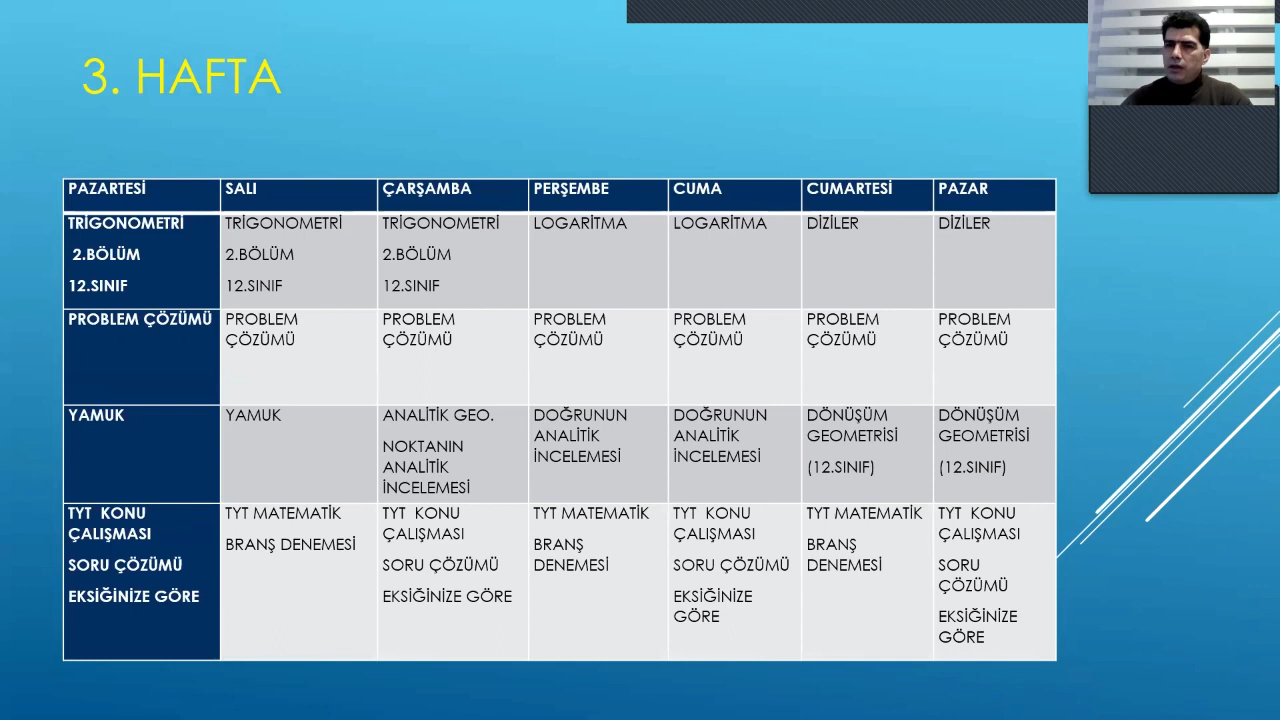 3. HAFTA
PAZARTESİ SALI ÇARŞAMBA PERŞEMBE CUMA CUMARTESİ PAZAR
TRİGONOMETRİ
2.BÖLÜM
12.SINIF
TRİGONOMETRİ
2.BÖLÜM
12.SINIF
TRİGONOMETRİ
2.BÖLÜM
12.SINIF
LOGARİTMA
LOGARİTMA
DİZİLER
DİZİLER
PROBLEM ÇÖZÜMÜ
PROBLEM
ÇÖZÜMÜ
PROBLEM
ÇÖZÜMÜ
PROBLEM
ÇÖZÜMÜ
PROBLEM
ÇÖZÜMÜ
PROBLEM
ÇÖZÜMÜ
PROBLEM
ÇÖZÜMÜ
YAMUK
YAMUK
ANALİTİK GEO.
NOKTANIN
ANALİTİK
İNCELEMESİ
DOĞRUNUN
ANALİTİK
İNCELEMESİ
DOĞRUNUN
ANALİTİK
İNCELEMESİ
DÖNÜŞÜM
GEOMETRİSİ
(12.SINIF)
DÖNÜŞÜM
GEOMETRİSİ
(12.SINIF)
TYT KONU
ÇALIŞMASI
SORU ÇÖZÜMÜ
EKSİĞİNİZE GÖRE
TYT MATEMATİK
BRANŞ DENEMESİ
TYT KONU
ÇALIŞMASI
SORU ÇÖZÜMÜ
EKSİĞİNİZE GÖRE
TYT MATEMATİK
BRANŞ
DENEMESİ
TYT KONU
ÇALIŞMASI
SORU ÇÖZÜMÜ
EKSİĞİNİZE
GÖRE
TYT MATEMATİK
BRANŞ
DENEMESİ
TYT KONU
ÇALIŞMASI
SORU
ÇÖZÜMÜ
EKSİĞİNİZE
GÖRE